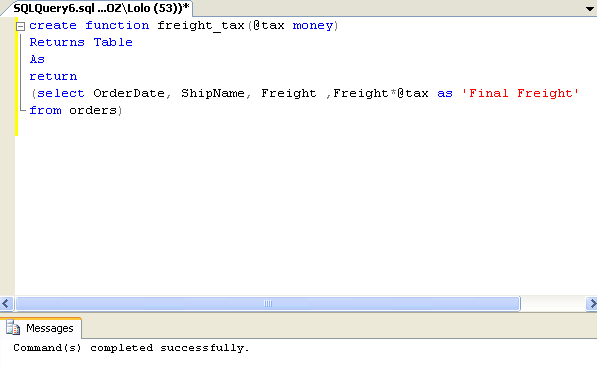 SQLQuery6.sql ...OZ\Lolo (53))*
create function freight_tax(@tax money)
Returns Table
As
return
(select OrderDate, ShipName, Freight ,Freight*@tax as 'Final Freight'
from orders)
Messages
Command(s) completed successfully.